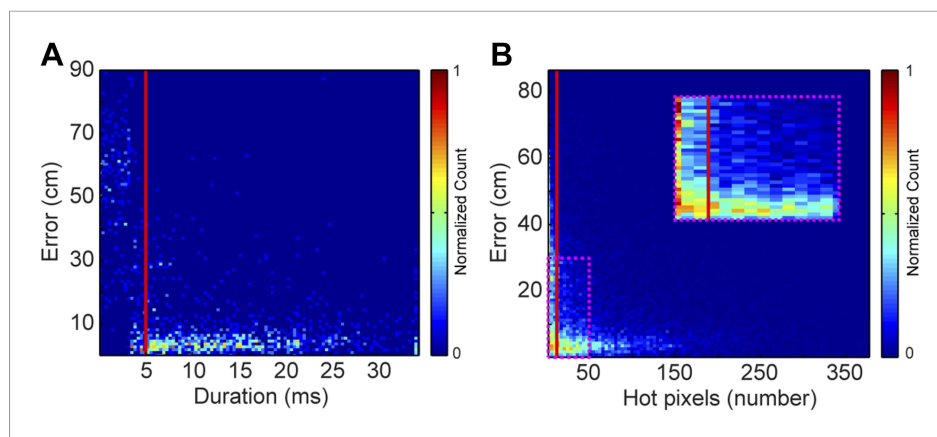 A
90
70
50
30
10
Error (cm)
5 10 15 20 25 30
Duration (ms)
1
Normalized Count
0
B
80
60
40
20
Error (cm)
50 150 250 350
Hot pixels (number)
1
Normalized Count
0